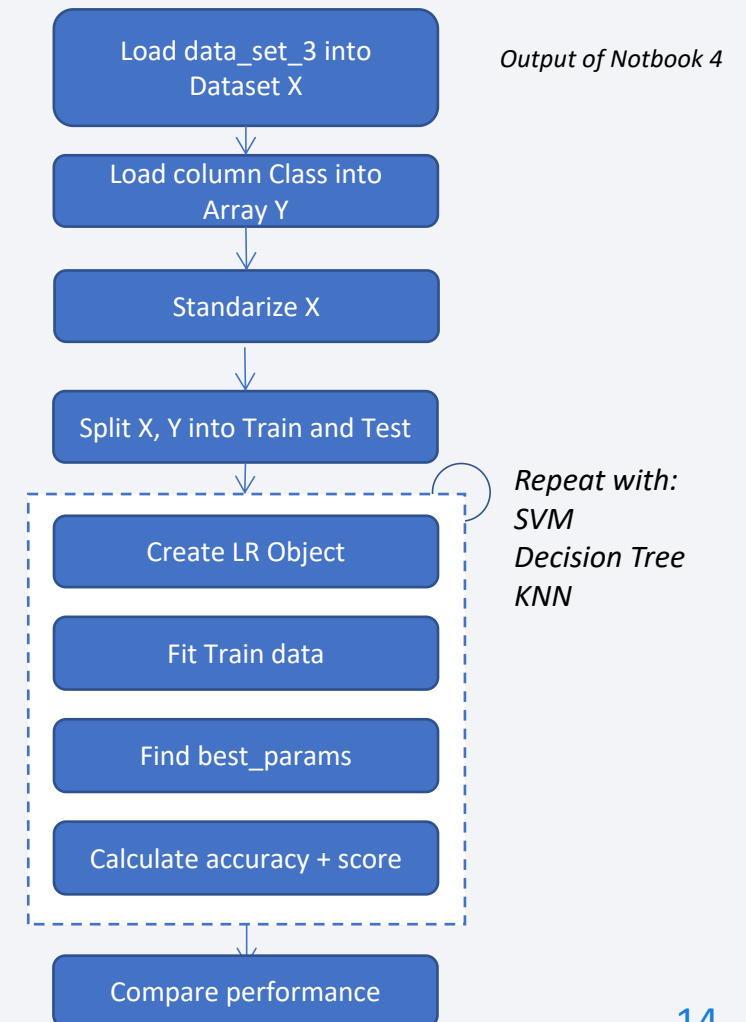 Load data_set_3 into
Dataset X
Output of Notbook 4
Load column Class into
Array Y
Standarize X
Split X, Y into Train and Test
Repeat with:
SVM
Decision Tree
KNN
Create LR Object
Fit Train data
Find best_params
Calculate accuracy + score
Compare performance
14